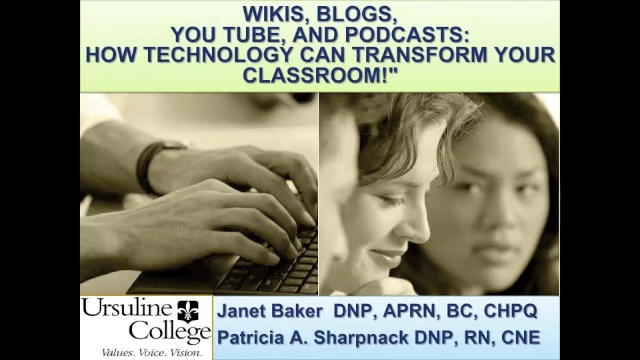 WIKIS, BLOGS,
YOU TUBE, AND PODCASTS:
HOW TECHNOLOGY CAN TRANSFORM YOUR
CLASSROOM!"
Ursuline
College
Values. Voice. Vision.
Janet Baker DNP, APRN, BC, CHPQ
Patricia A. Sharpnack DNP, RN, CNE